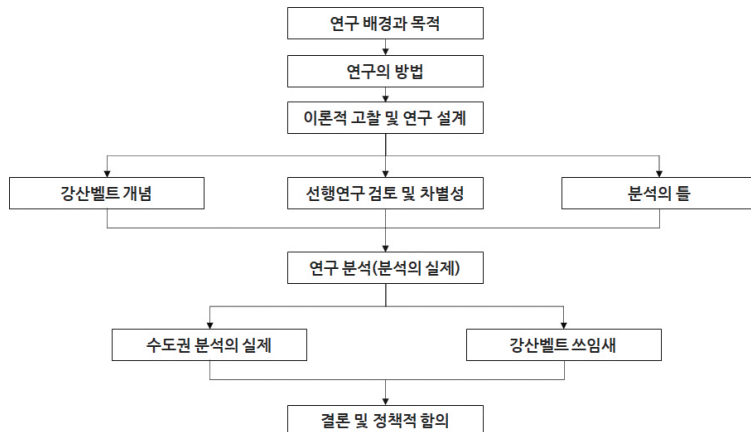 연구 배경과 목적
연구의 방법
이론적 고찰 및 연구 설계
강산벨트 개념
선행연구 검토 및 차별성
분석의 틀
연구 분석(분석의 실제)
수도권 분석의 실제
강산벨트 쓰임새
결론 및 정책적 함의